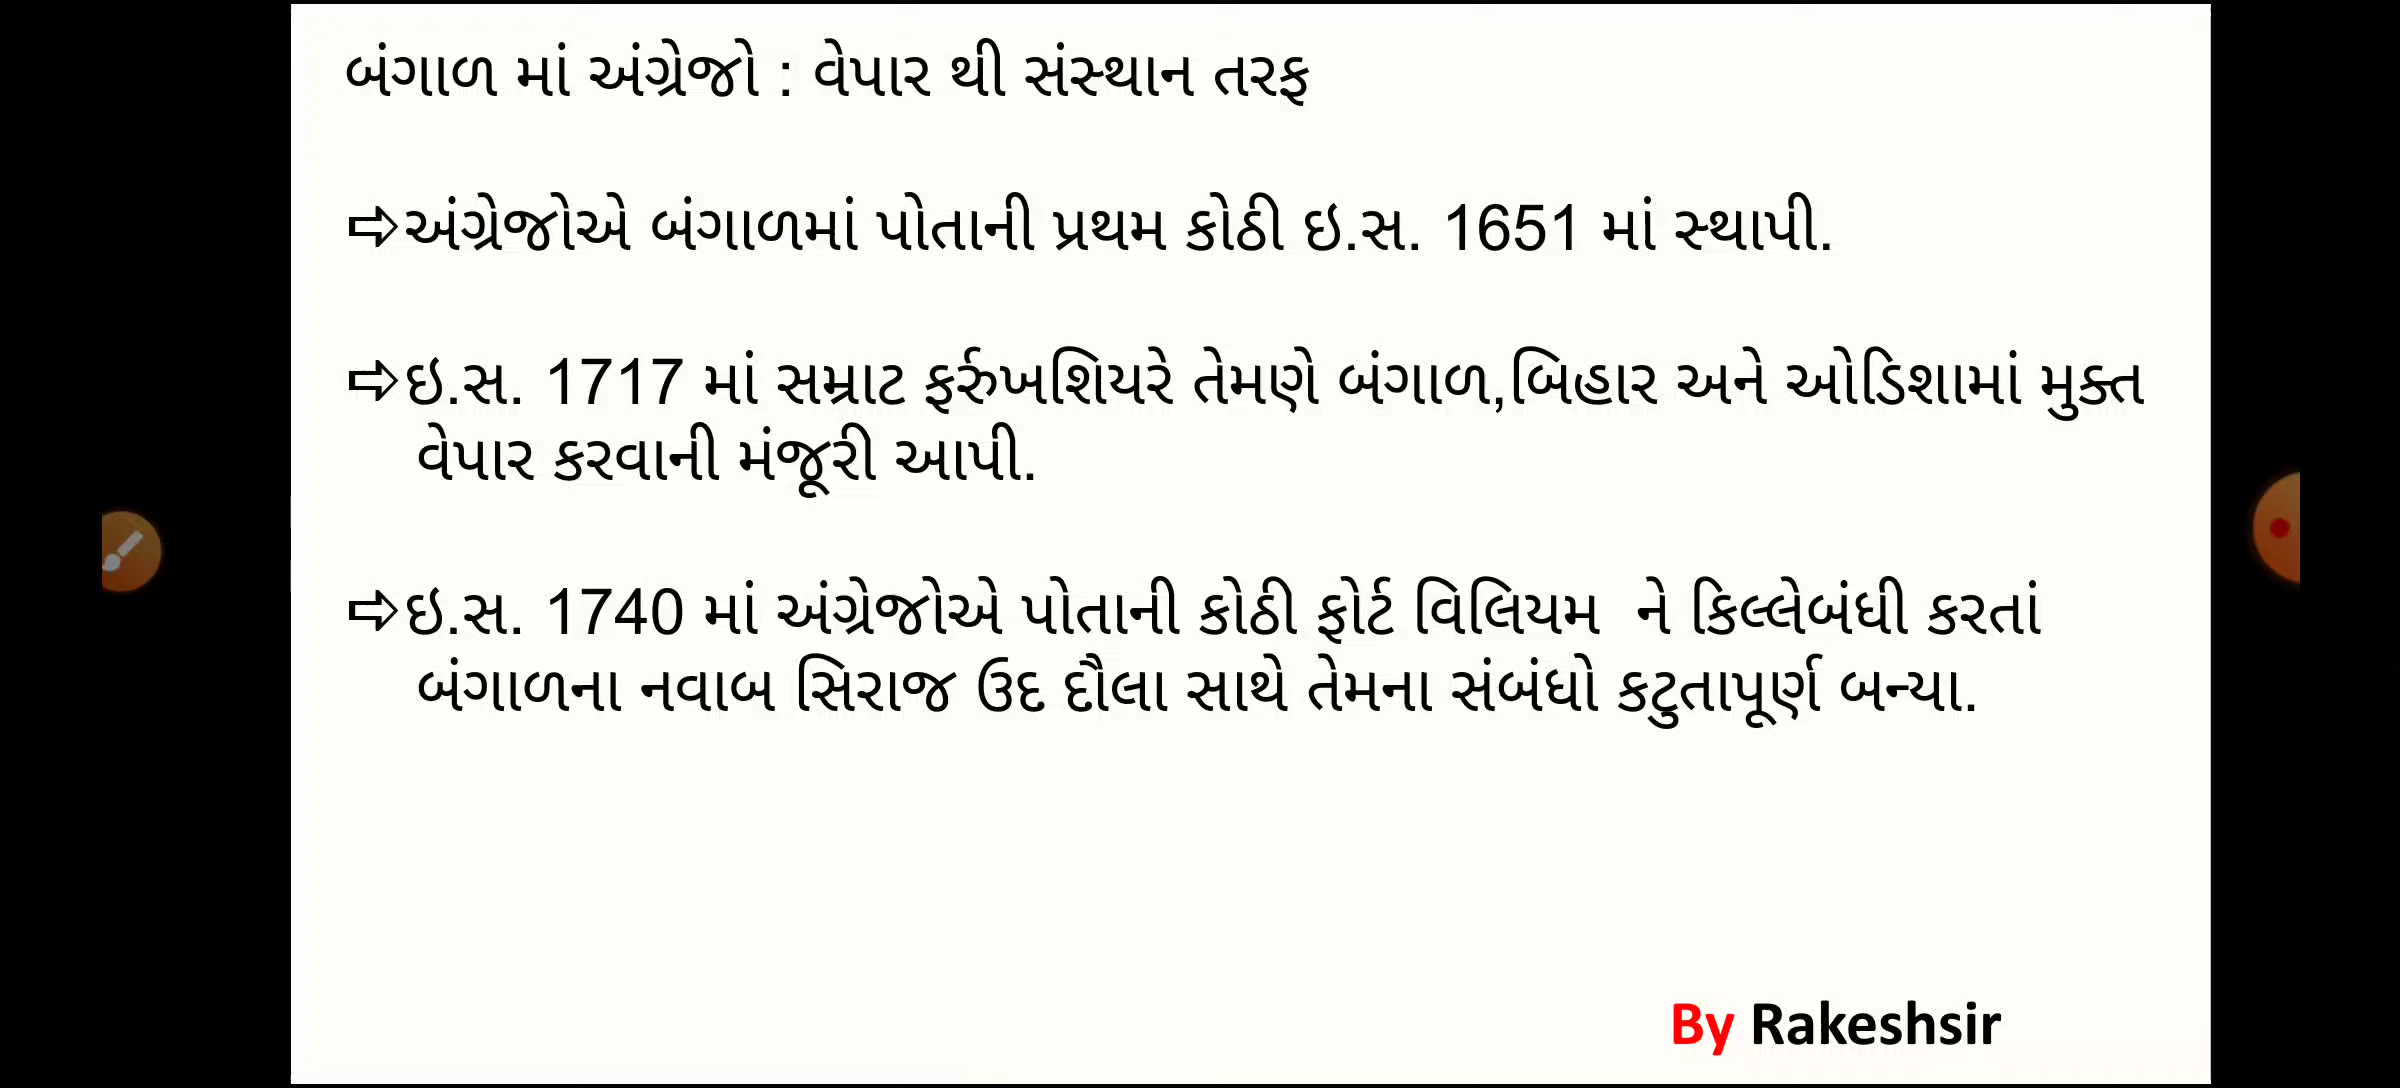 બંગાળ માં અંગ્રેજો : વેપાર થી સંસ્થાન તરફ
⇨અંગ્રેજોએ બંગાળમાં પોતાની પ્રથમ કોઠી ઇ.સ. 1651 માં સ્થાપી.
⇨ઇ.સ. 1717 માં સમ્રાટ ફર્રુખશિયરે તેમણે બંગાળ,બિહાર અને ઓડિશામાં મુક્ત
વેપાર કરવાની મંજૂરી આપી.
⇨ઇ.સ. 1740 માં અંગ્રેજોએ પોતાની કોઠી ફોર્ટ વિલિયમ  ને કિલ્લેબંધી કરતાં
બંગાળના નવાબ સિરાજ ઉદ દૌલા સાથે તેમના સંબંધો કટુતાપૂર્ણ બન્યા.
By Rakeshsir